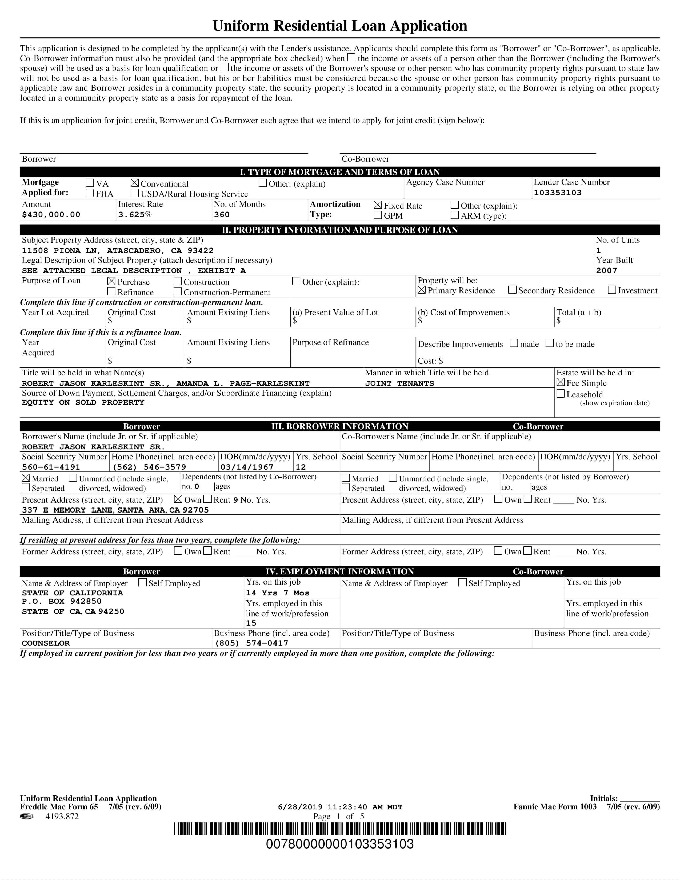 Uniform Residential Loan Application
This application is designed to be completed by the applicant(s) with the Lender's assistance. Applicants should complete this form as "Borrower" or "Co-Borrower", as applicable.
Co-Borrower information must also be provided (and the appropriate box checked) when the income or assets of a person other than the Borrower (including the Borrower's
spouse) will be used as a basis for loan qualification or the income or assets of the Borrower's spouse or other person who has community property rights pursuant to state law
will not be used as a basis for loan qualification, but his or her liabilities must be considered because the spouse or other person has community property rights pursuant to
applicable law and Borrower resides in a community property state, the security property is located in a community property state, or the Borrower is relying on other property
located in a community property state as a basis for repayment of the loan.
If this is an application for joint credit, Borrower and Co-Borrower each agree that we intend to apply for joint credit (sign below):
Borrower Co-Borrower
I. TYPE OF MORTGAGE AND TERMS OF LOAN
Mortgage VA Conventional Other: (explain) Agency Case Number Lender Case Number
Applied for: FHA USDA/Rural Housing Service 103353103
Amount Interest Rate No. of Months Amortization Fixed Rate Other (explain):
$430,000.00 3.625% 360 Type: GPM ARM (type):
II. PROPERTY INFORMATION AND PURPOSE OF LOAN
Subject Property Address (street, city, state & ZIP) No. of Units
11508 PIONA LN, ATASCADERO, CA 93422 1
Legal Description of Subject Property (attach description if necessary) Year Built
SEE ATTACHED LEGAL DESCRIPTION , EXHIBIT A 2007
Purpose of Loan Purchase Construction Other (explain): Property will be:
Refinance Construction-Permanent Primary Residence Secondary Residence Investment
Complete this line if construction or construction-permanent loan.
Year Lot Acquired Original Cost Amount Existing Liens (a) Present Value of Lot (b) Cost of Improvements Total (a + b)
$ $ $ $ $
Complete this line if this is a refinance loan.
Year Original Cost Amount Existing Liens Purpose of Refinance Describe Improvements made to be made
Acquired
$ $ Cost: $
Title will be held in what Name(s) Manner in which Title will be held Estate will be held in:
ROBERT JASON KARLESKINT SR., AMANDA L. PAGE-KARLESKINT JOINT TENANTS Fee Simple
Source of Down Payment, Settlement Charges, and/or Subordinate Financing (explain) Leasehold
EQUITY ON SOLD PROPERTY (show expiration date)
Borrower III. BORROWER INFORMATION Co-Borrower
Borrower's Name (include Jr. or Sr. if applicable) Co-Borrower's Name (include Jr. or Sr. if applicable)
ROBERT JASON KARLESKINT SR.
Social Security Number Home Phone(incl. area code) DOB(mm/dd/yyyy) Yrs. School Social Security Number Home Phone(incl. area code) DOB(mm/dd/yyyy) Yrs. School
560-61-4191 (562) 546-3579 03/14/1967 12
Married Unmarried (include single, Dependents (not listed by Co-Borrower) Married Unmarried (include single, Dependents (not listed by Borrower)
Separated divorced, widowed) no. 0 ages Separated divorced, widowed) no. ages
Present Address (street, city, state, ZIP) Own Rent 9 No. Yrs. Present Address (street, city, state, ZIP) Own Rent No. Yrs.
337 E MEMORY LANE, SANTA ANA, CA 92705
Mailing Address, if different from Present Address Mailing Address, if different from Present Address
If residing at present address for less than two years, complete the following:
Former Address (street, city, state, ZIP) Own Rent No. Yrs. Former Address (street, city, state, ZIP) Own Rent No. Yrs.
Borrower IV. EMPLOYMENT INFORMATION Co-Borrower
Name & Address of Employer Self Employed Yrs. on this job Name & Address of Employer Self Employed Yrs. on this job
STATE OF CALIFORNIA 14 Yrs 7 Mos
P.O. BOX 942850 Yrs. employed in this Yrs. employed in this
STATE OF CA, CA 94250 line of work/profession line of work/profession
15
Position/Title/Type of Business Business Phone (incl. area code) Position/Title/Type of Business Business Phone (incl. area code)
COUNSELOR (805) 574-0417
If employed in current position for less than two years or if currently employed in more than one position, complete the following:
Uniform Residential Loan Application Initials:
Freddie Mac Form 65 7/05 (rev. 6/09) 6/28/2019 11:23:40 AM MDT Fannie Mae Form 1003 7/05 (rev. 6/09)
4193.872 Page 1 of 5
00780000000103353103